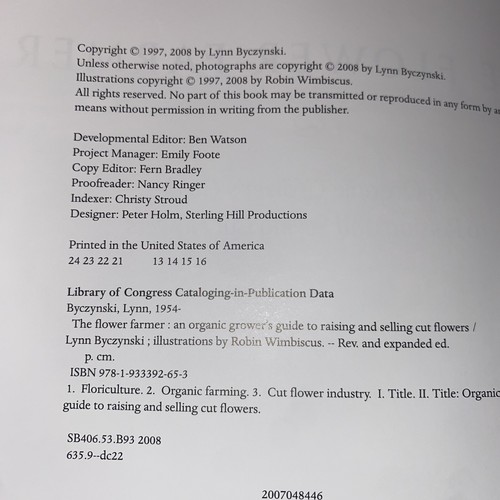 Copyright © 1997, 2008 by Lynn Byczynski.
Unless otherwise noted, photographs are copyright © 2008 by Lynn Byczynski.
Illustrations copyright © 1997, 2008 by Robin Wimbiscus.
All rights reserved. No part of this book may be transmitted or reproduced in any form by
means without permission in writing from the publisher.
Developmental Editor: Ben Watson
Project Manager: Emily Foote
Copy Editor: Fern Bradley
Proofreader: Nancy Ringer
Indexer: Christy Stroud
Designer: Peter Holm, Sterling Hill Productions
Printed in the United States of America
24 23 22 21 13 14 15 16
Library of Congress Cataloging-in-Publication Data
Byczynski, Lynn, 1954-
The flower farmer : an organic grower's guide to raising and selling cut flowers /
Lynn Byczynski ; illustrations by Robin Wimbiscus. -- Rev. and expanded ed.
p. cm.
ISBN 978-1-933392-65-3
1. Floriculture. 2. Organic farming. 3. Cut flower industry. I. Title. II. Title: Organic
guide to raising and selling cut flowers.
SB406.53.B93 2008
635.9--dc22
2007048446